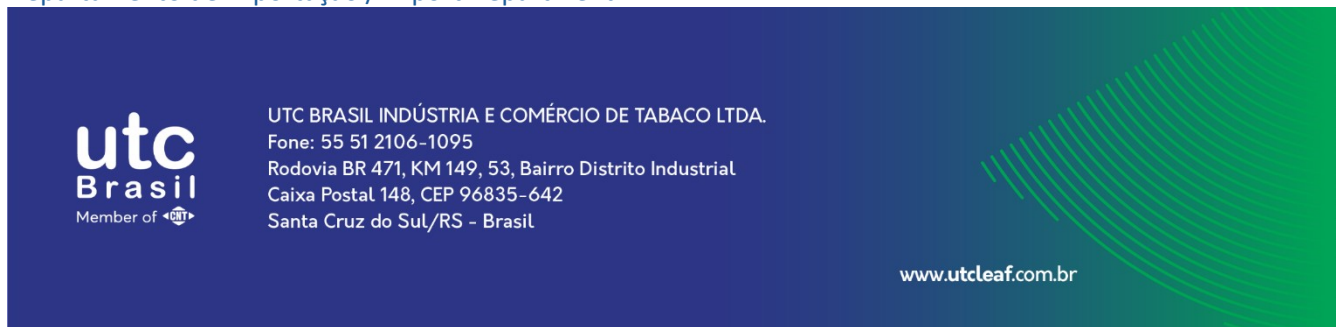 utc
Brasil
Member of CNT
UTC BRASIL INDÚSTRIA E COMÉRCIO DE TABACO LTDA.
Fone: 55 51 2106-1095
Rodovia BR 471, KM 149, 53, Bairro Distrito Industrial
Caixa Postal 148, CEP 96835-642
Santa Cruz do Sul/RS - Brasil
www.utcleaf.com.br